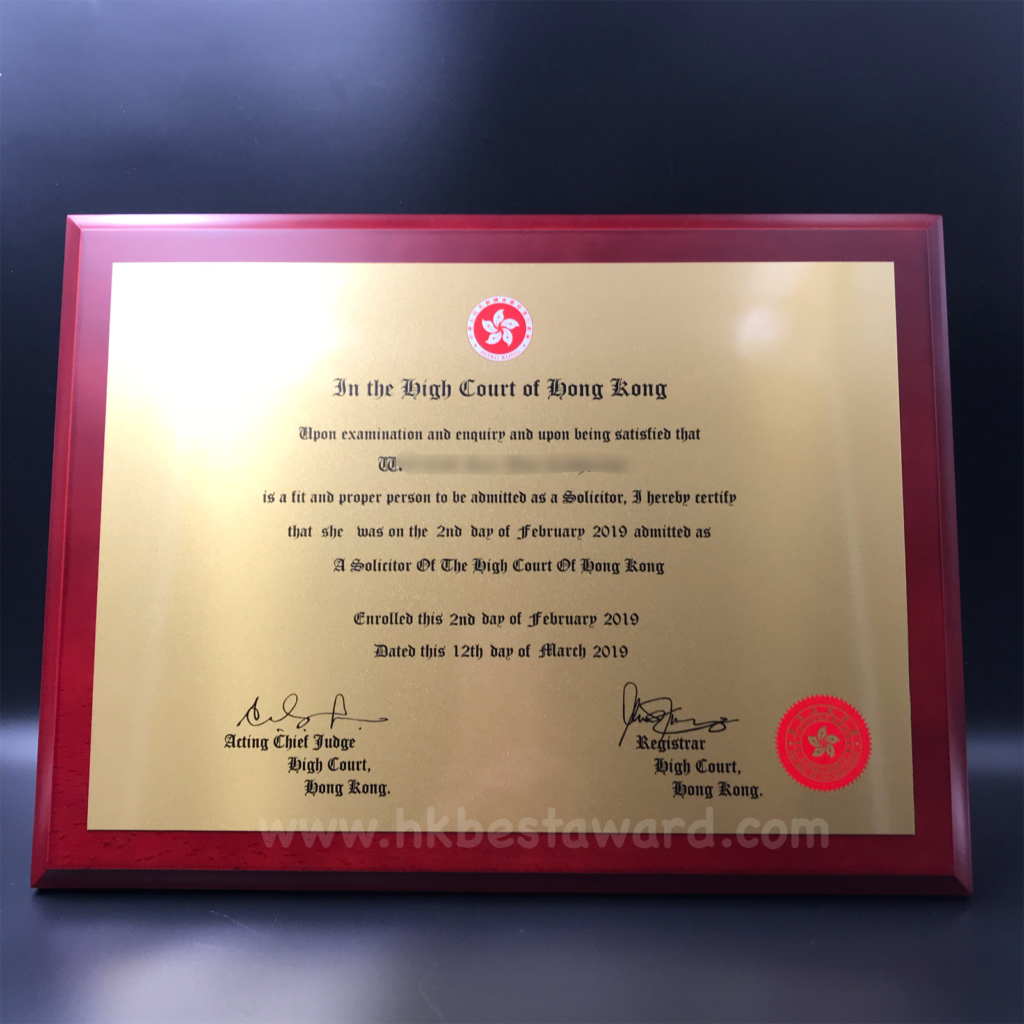 HONG KONG
In the High Court of Hong Kong
Upon examination and enquiry and upon being satisfied that
W.
is a fit and proper person to be admitted as a Solicitor, I hereby certify
that she was on the 2nd day of February 2019 admitted as
A Solicitor Of The High Court Of Hong Kong
Enrolled this 2nd day of February 2019
Dated this 12th day of March 2019
Acting Chief Judge
High Court,
Hong Kong.
Registrar
High Court,
Hong Kong.
www.hkbestaward.com